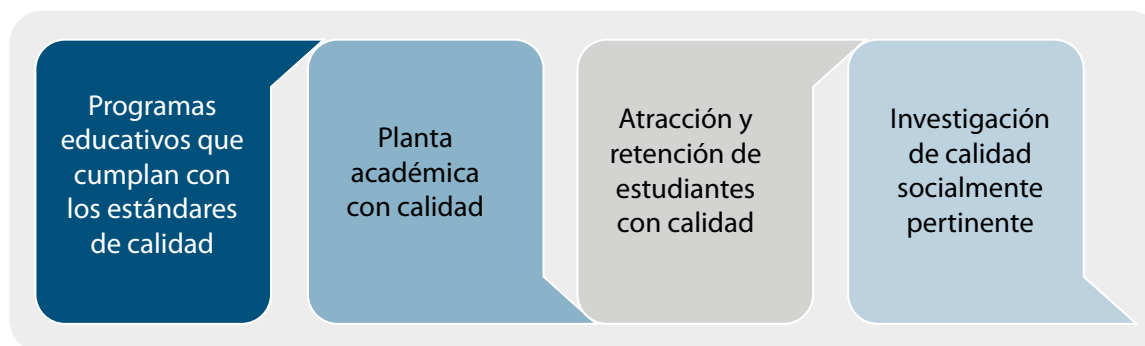 Programas
educativos que
cumplan con
los estándares
de calidad
Planta
académica
con calidad
Atracción y
retención de
estudiantes
con calidad
Investigación
de calidad
socialmente
pertinente